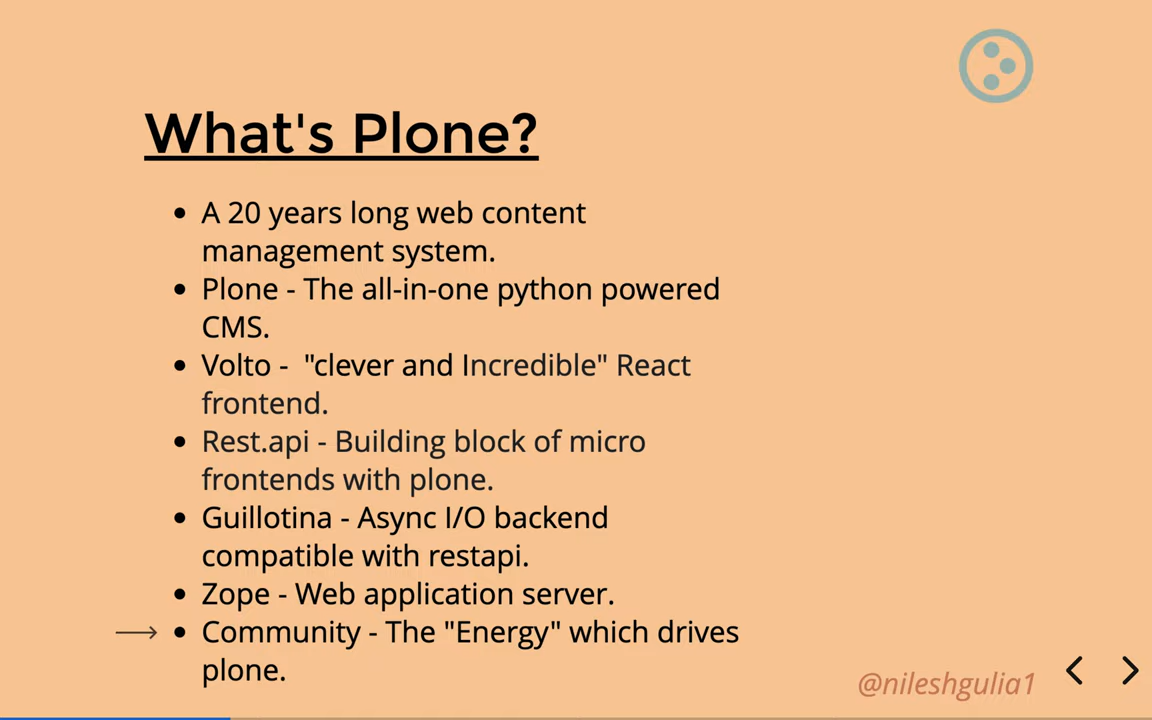 What's Plone?
A 20 years long web content
management system.
Plone - The all-in-one python powered
CMS.
Volto -  "clever and Incredible" React
frontend.
Rest.api - Building block of micro
frontends with plone.
Guillotina - Async I/O backend
compatible with restapi.
Zope - Web application server.
Community - The "Energy" which drives
plone.
@nileshgulia1